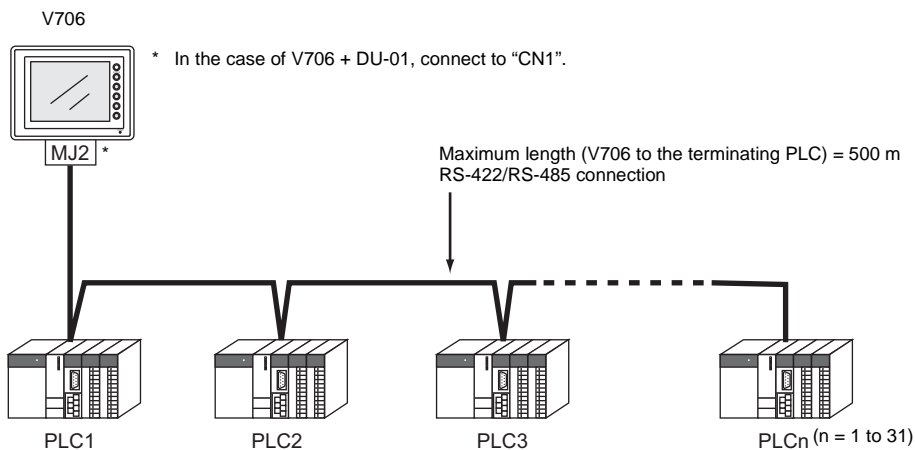 V706
* In the case of V706 + DU-01, connect to “CN1”.
MJ2 *
Maximum length (V706 to the terminating PLC) = 500 m
RS-422/RS-485 connection
PLC1
PLC2
PLC3
PLCn (n = 1 to 31)